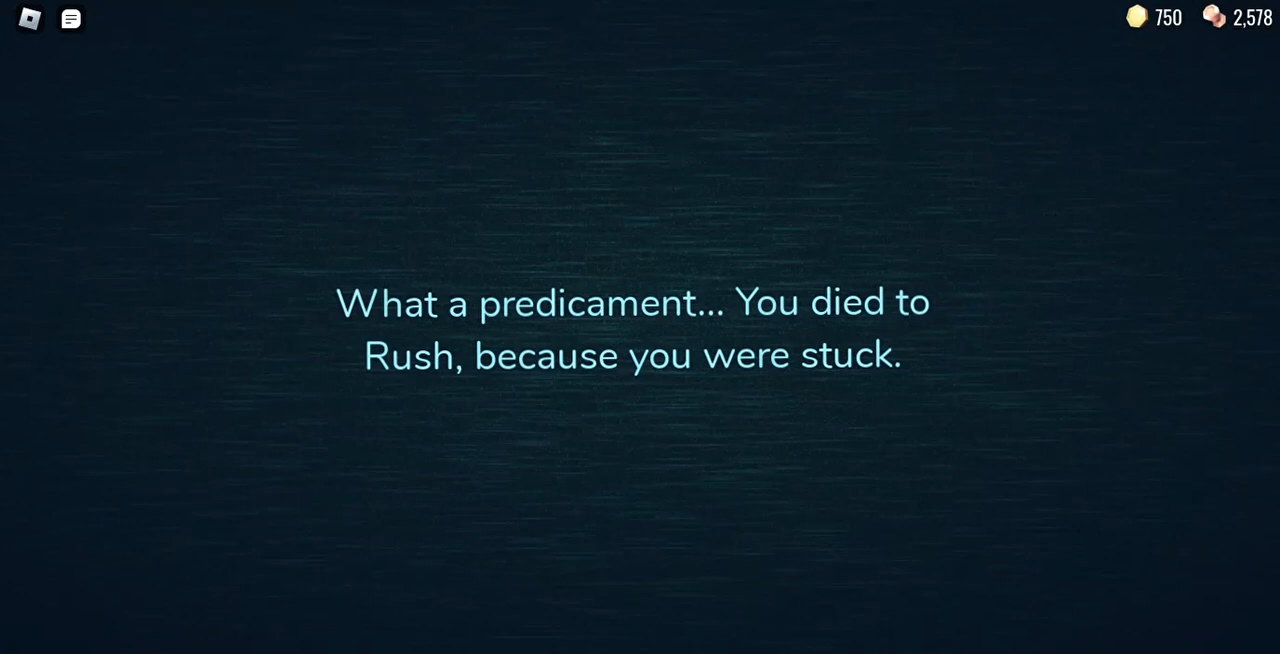 750 2,578
What a predicament... You died to
Rush, because you were stuck.